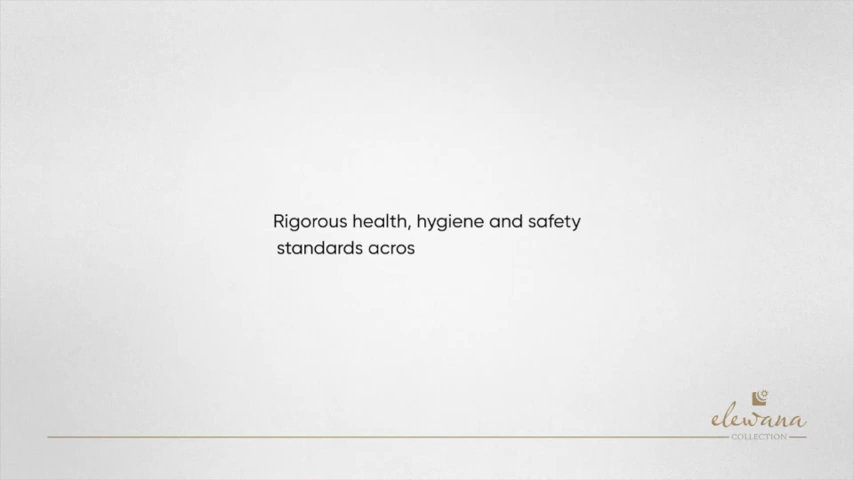 Rigorous health, hygiene and safety
standards acros
elewana
COLLECTION